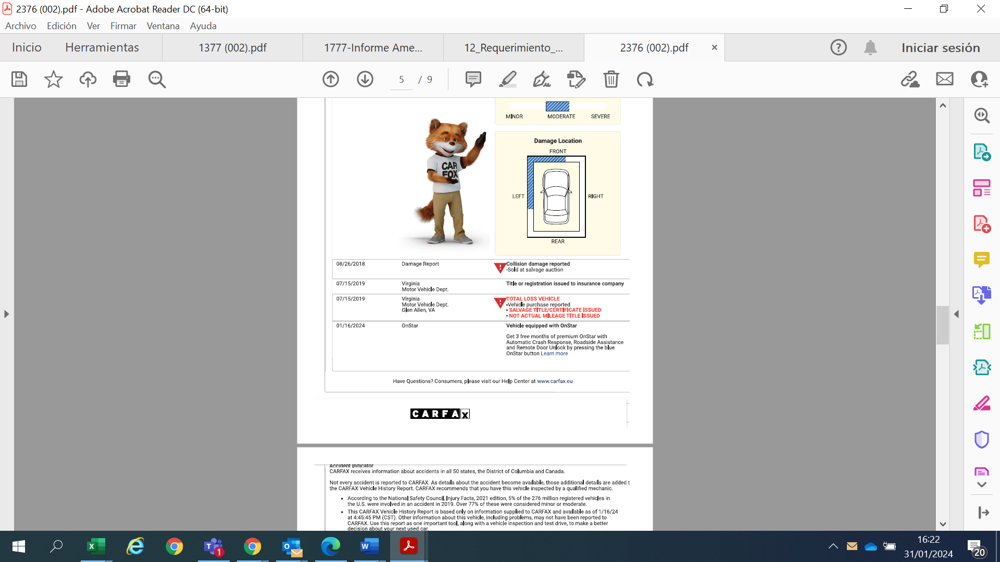 2376 (002).pdf - Adobe Acrobat Reader DC (64-bit)
Archivo Edición Ver Firmar Ventana Ayuda
Inicio Herramientas 1377 (002).pdf 1777-Informe Ame... 12_Requerimiento_... 2376 (002).pdf Iniciar sesión
5 / 9
MINOR MODERATE SEVERE
Damage Location
FRONT
CAR
FOX
LEFT RIGHT
REAR
08/26/2018 Damage Report Collision damage reported
-Sold at salvage auction
07/15/2019 Virginia Title or registration issued to insurance company
Motor Vehicle Dept.
07/15/2019 Virginia TOTAL LOSS VEHICLE
Motor Vehicle Dept. -Vehicle purchase reported
Glen Allen, VA - SALVAGE TITLE/CERTIFICATE ISSUED
- NOT ACTUAL MILEAGE TITLE ISSUED
01/16/2024 OnStar Vehicle equipped with OnStar
Get 3 free months of premium OnStar with
Automatic Crash Response, Roadside Assistance
and Remote Door Unlock by pressing the blue
OnStar button Learn more
Have Questions? Consumers, please visit our Help Center at www.carfax.eu
CARFAX
Accident Indicator
CARFAX receives information about accidents in all 50 states, the District of Columbia and Canada.
Not every accident is reported to CARFAX. As details about the accident become available, those additional details are added t
the CARFAX Vehicle History Report. CARFAX recommends that you have this vehicle inspected by a qualified mechanic.
• According to the National Safety Council, Injury Facts, 2021 edition, 5% of the 276 million registered vehicles in
the U.S. were involved in an accident in 2019. Over 77% of these were considered minor or moderate.
• This CARFAX Vehicle History Report is based only on information supplied to CARFAX and available as of 1/16/24
at 4:45:45 PM (CST). Other information about this vehicle, including problems, may not have been reported to
CARFAX. Use this report as one important tool, along with a vehicle inspection and test drive, to make a better
decision about your next used car.
1
16:22
31/01/2024
20